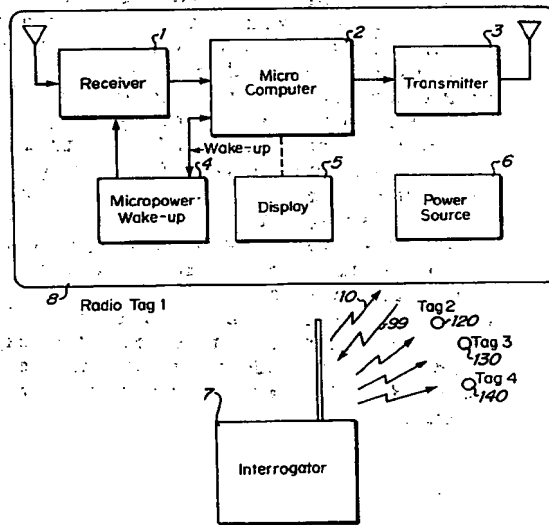 1
2
3
Receiver
Micro
Computer
Transmitter
Wake-up
4
5
6
Micropower
Wake-up
Display
Power
Source
8
Radio Tag 1
10
99
Tag 2
120
Tag 3
130
Tag 4
140
7
Interrogator